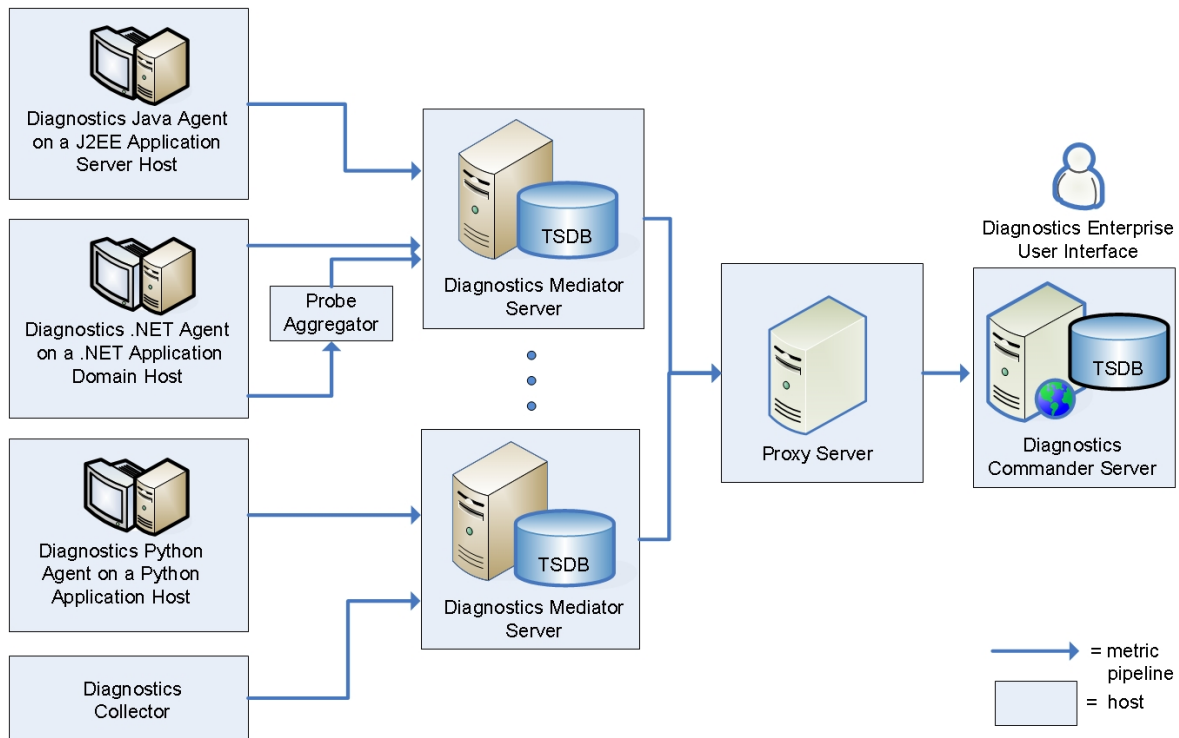 Diagnostics Java Agent
on a J2EE Application
Server Host
Diagnostics .NET Agent
on a .NET Application
Domain Host
Probe
Aggregator
Diagnostics Python
Agent on a Python
Application Host
Diagnostics
Collector
TSDB
Diagnostics Mediator
Server
TSDB
Diagnostics Mediator
Server
Proxy Server
Diagnostics Enterprise
User Interface
TSDB
Diagnostics
Commander Server
= metric
pipeline
= host